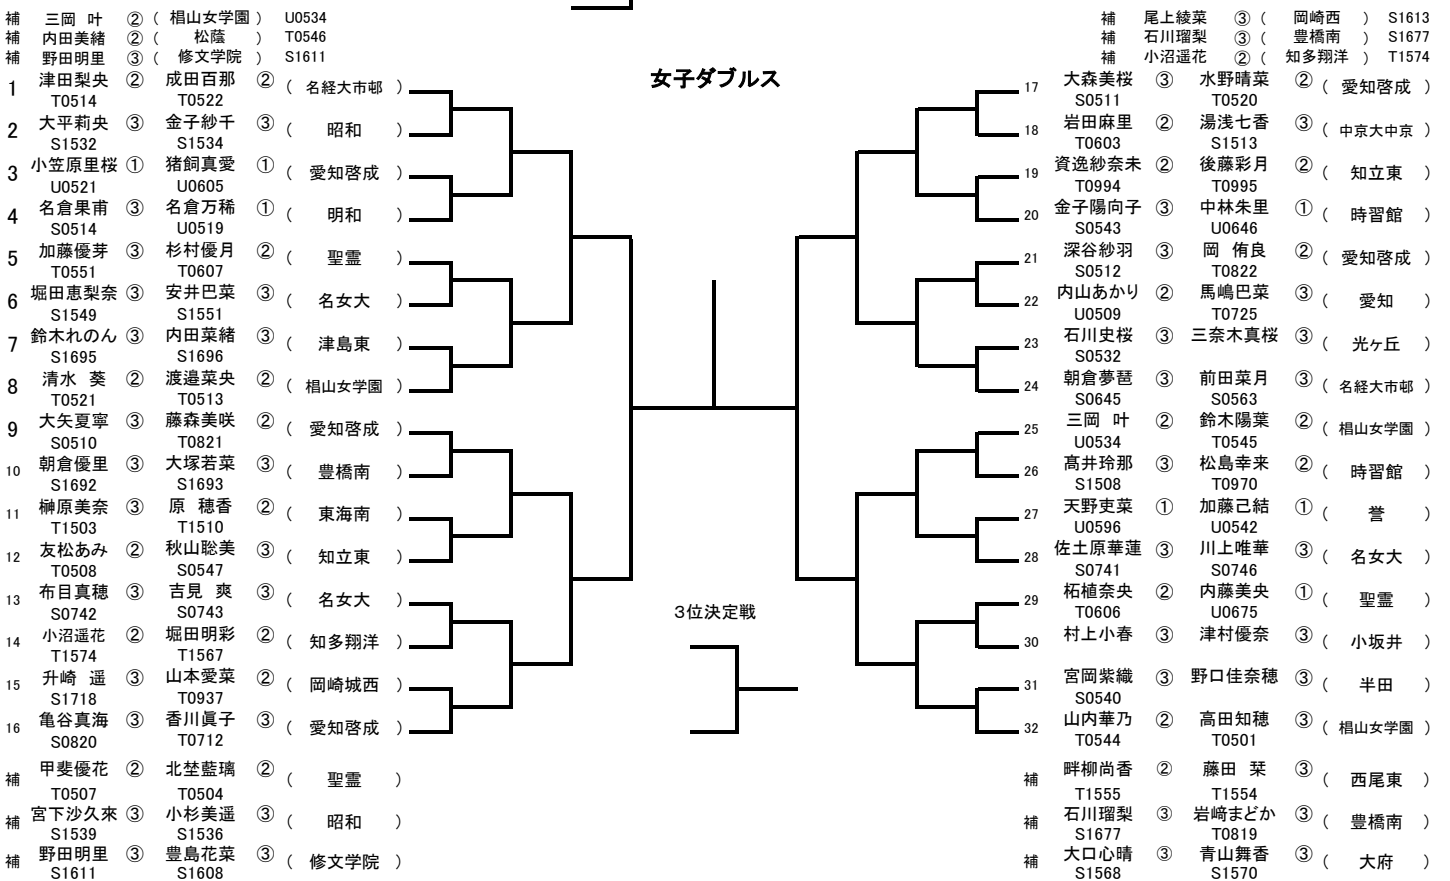 補 三岡 叶 ② ( 椙山女学園 ) U0534
補 内田美緒 ② ( 松蔭 ) T0546
補 野田明里 ③ ( 修文学院 ) S1611
補 尾上綾菜 ③ ( 岡崎西 ) S1613
補 石川瑠梨 ③ ( 豊橋南 ) S1677
補 小沼遥花 ② ( 知多翔洋 ) T1574
女子ダブルス
1 津田梨央 ② 成田百那 ② ( 名経大市邨 )
T0514 T0522
2 大平莉央 ③ 金子紗千 ③ ( 昭和 )
S1532 S1534
3 小笠原里桜 ① 猪飼真愛 ① ( 愛知啓成 )
U0521 U0605
4 名倉果甫 ③ 名倉万稀 ① ( 明和 )
S0514 U0519
5 加藤優芽 ③ 杉村優月 ② ( 聖霊 )
T0551 T0607
6 堀田恵梨奈 ③ 安井巴菜 ③ ( 名女大 )
S1549 S1551
7 鈴木れのん ③ 内田菜緒 ③ ( 津島東 )
S1695 S1696
8 清水 葵 ② 渡邉菜央 ② ( 椙山女学園 )
T0521 T0513
9 大矢夏寧 ③ 藤森美咲 ② ( 愛知啓成 )
S0510 T0821
10 朝倉優里 ③ 大塚若菜 ③ ( 豊橋南 )
S1692 S1693
11 榊原美奈 ③ 原 穂香 ② ( 東海南 )
T1503 T1510
12 友松あみ ② 秋山聡美 ③ ( 知立東 )
T0508 S0547
13 布目真穂 ③ 吉見 爽 ③ ( 名女大 )
S0742 S0743
14 小沼遥花 ② 堀田明彩 ② ( 知多翔洋 )
T1574 T1567
15 升崎 遥 ③ 山本愛菜 ② ( 岡崎城西 )
S1718 T0937
16 亀谷真海 ③ 香川眞子 ③ ( 愛知啓成 )
S0820 T0712
補 甲斐優花 ② 北埜藍璃 ② ( 聖霊 )
T0507 T0504
補 宮下沙久來 ③ 小杉美遥 ③ ( 昭和 )
S1539 S1536
補 野田明里 ③ 豊島花菜 ③ ( 修文学院 )
S1611 S1608
3位決定戦
17 大森美桜 ③ 水野晴菜 ② ( 愛知啓成 )
S0511 T0520
18 岩田麻里 ② 湯浅七香 ③ ( 中京大中京 )
T0603 S1513
19 資逸紗奈未 ② 後藤彩月 ② ( 知立東 )
T0994 T0995
20 金子陽向子 ③ 中林朱里 ① ( 時習館 )
S0543 U0646
21 深谷紗羽 ③ 岡 侑良 ② ( 愛知啓成 )
S0512 T0822
22 内山あかり ② 馬嶋巴菜 ③ ( 愛知 )
U0509 T0725
23 石川史桜 ③ 三奈木真桜 ③ ( 光ヶ丘 )
S0532
24 朝倉夢琶 ③ 前田菜月 ③ ( 名経大市邨 )
S0645 S0563
25 三岡 叶 ② 鈴木陽葉 ② ( 椙山女学園 )
U0534 T0545
26 髙井玲那 ③ 松島幸来 ② ( 時習館 )
S1508 T0970
27 天野吏菜 ① 加藤己結 ① ( 誉 )
U0596 U0542
28 佐土原華蓮 ③ 川上唯華 ③ ( 名女大 )
S0741 S0746
29 柘植奈央 ② 内藤美央 ① ( 聖霊 )
T0606 U0675
30 村上小春 ③ 津村優奈 ③ ( 小坂井 )
31 宮岡紫織 ③ 野口佳奈穂 ③ ( 半田 )
S0540
32 山内華乃 ② 高田知穂 ③ ( 椙山女学園 )
T0544 T0501
補 畔柳尚香 ② 藤田 栞 ③ ( 西尾東 )
T1555 T1554
補 石川瑠梨 ③ 岩﨑まどか ③ ( 豊橋南 )
S1677 T0819
補 大口心晴 ③ 青山舞香 ③ ( 大府 )
S1568 S1570